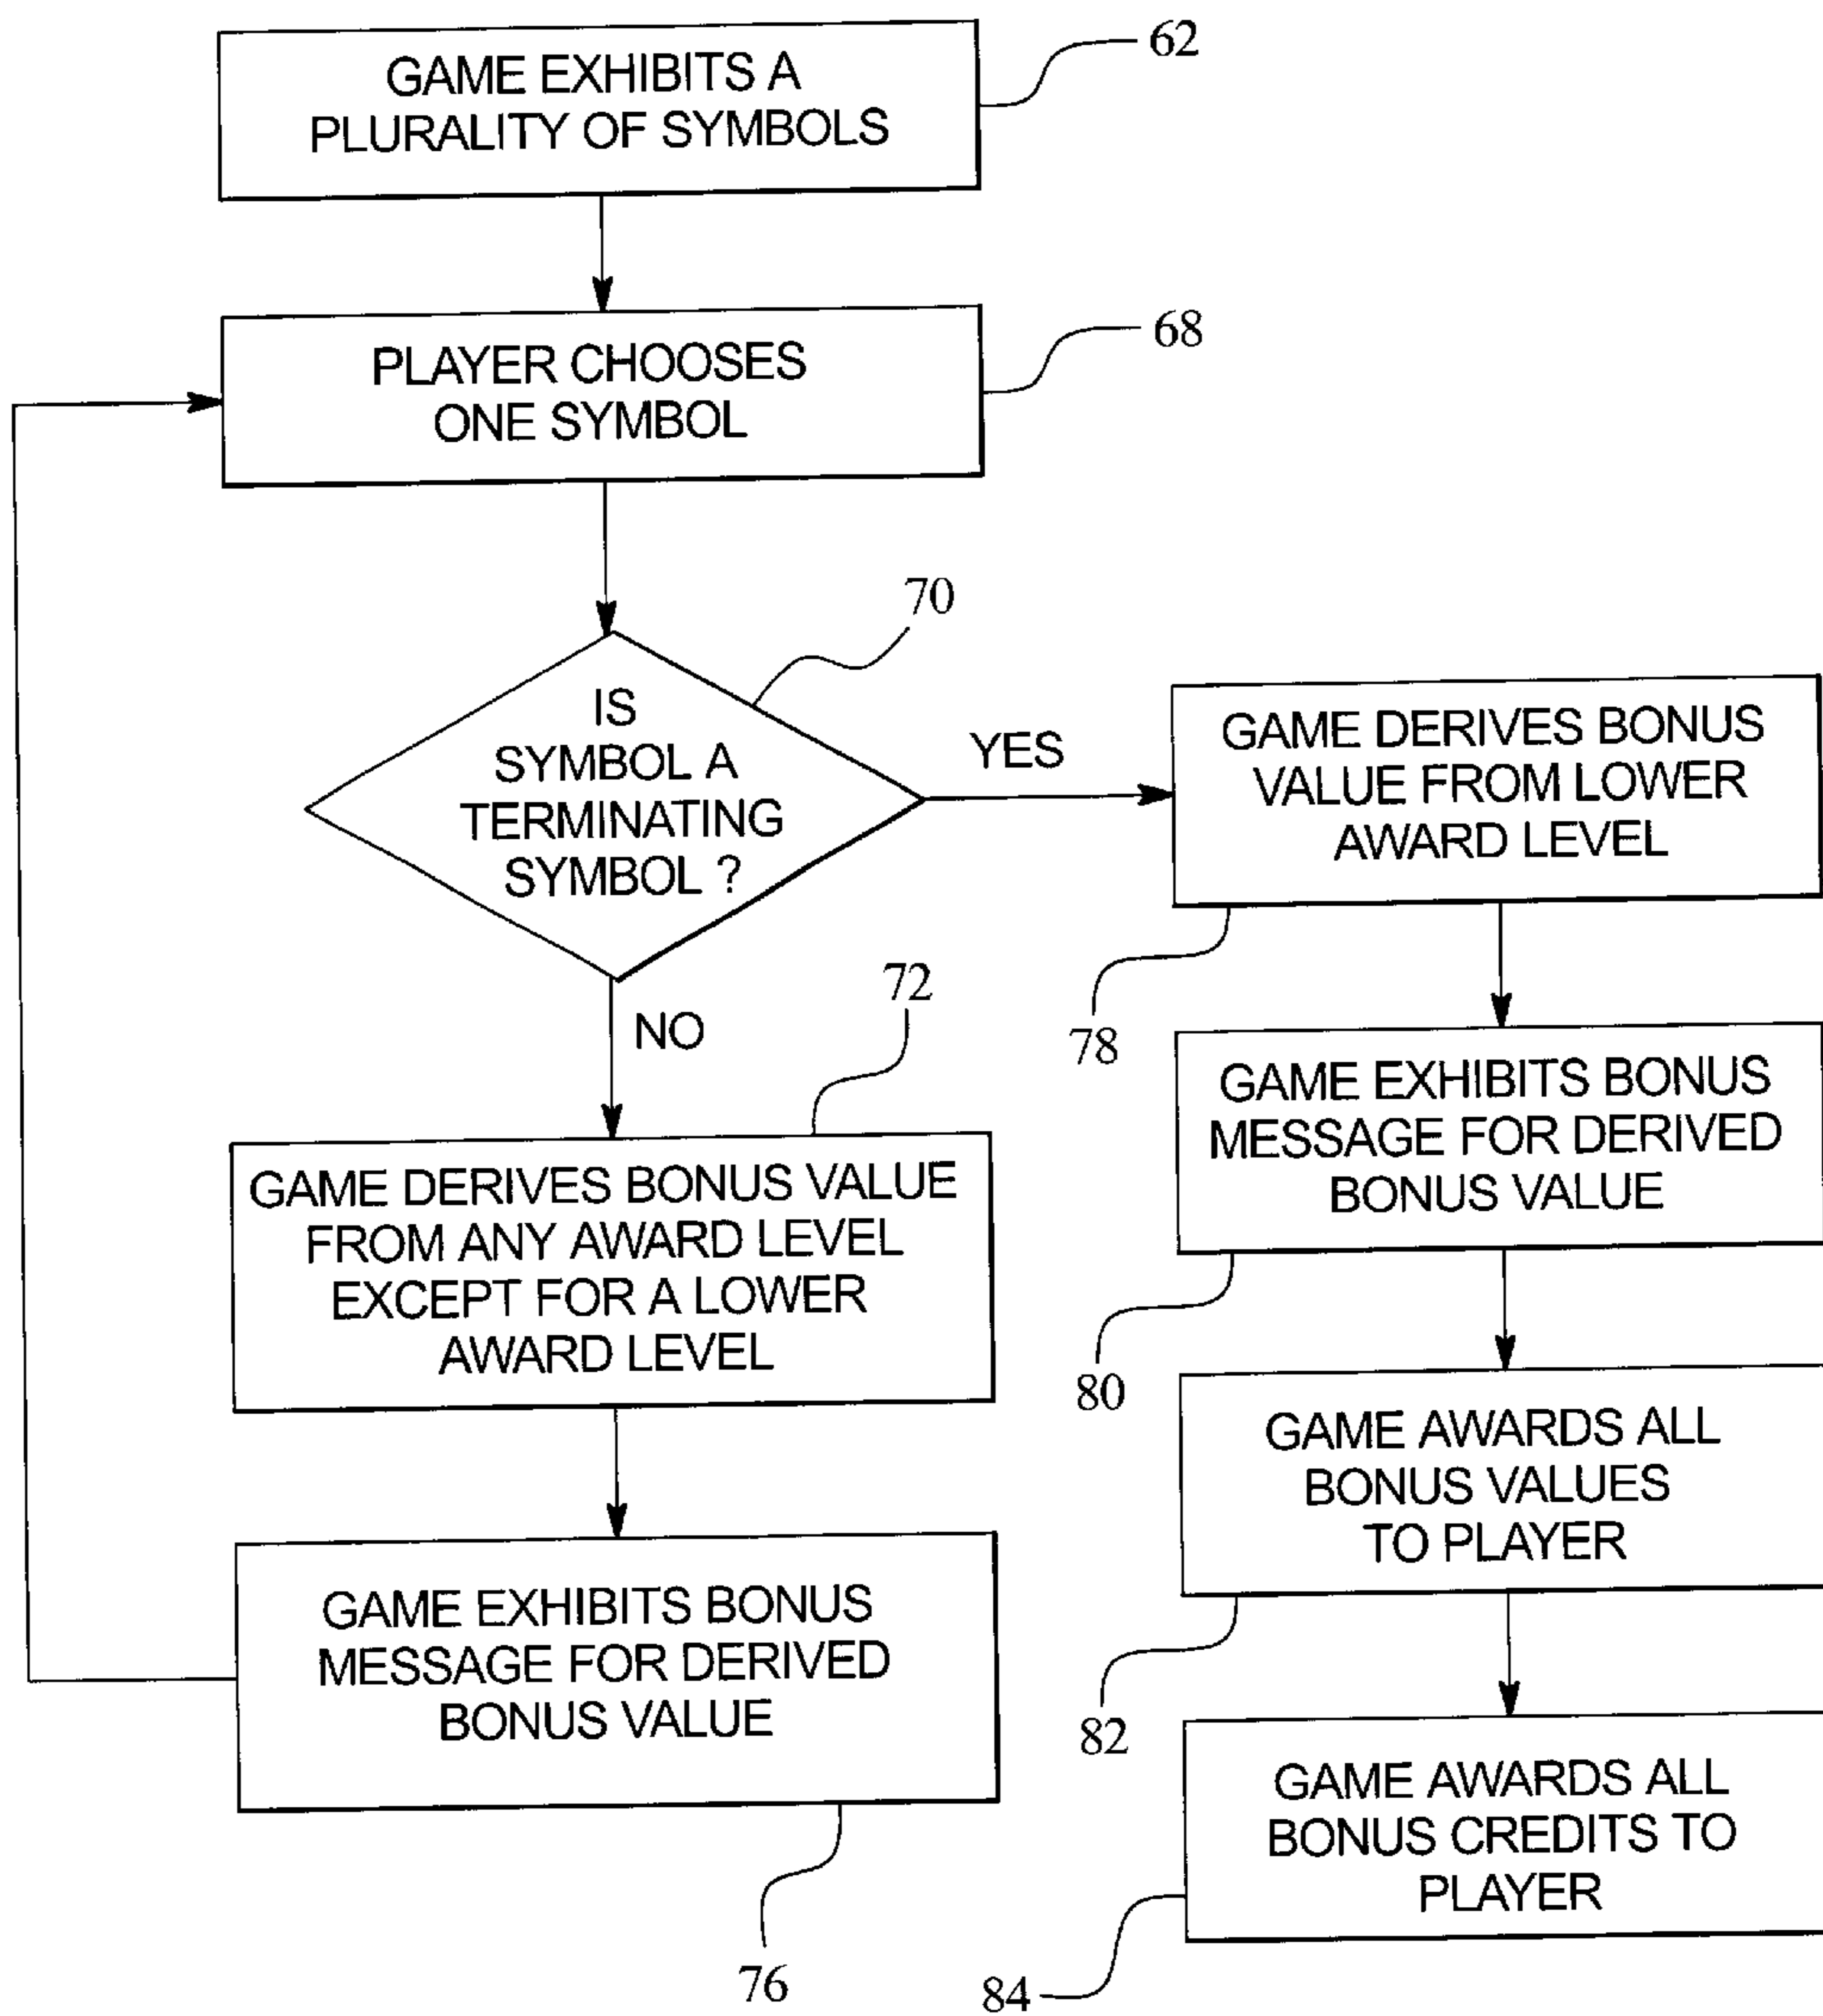 GAME EXHIBITS A
PLURALITY OF SYMBOLS
62
PLAYER CHOOSES
ONE SYMBOL
68
70
IS
SYMBOL A
TERMINATING
SYMBOL ?
YES
NO
72
GAME DERIVES BONUS VALUE
FROM ANY AWARD LEVEL
EXCEPT FOR A LOWER
AWARD LEVEL
GAME EXHIBITS BONUS
MESSAGE FOR DERIVED
BONUS VALUE
76
GAME DERIVES BONUS
VALUE FROM LOWER
AWARD LEVEL
78
GAME EXHIBITS BONUS
MESSAGE FOR DERIVED
BONUS VALUE
80
GAME AWARDS ALL
BONUS VALUES
TO PLAYER
82
GAME AWARDS ALL
BONUS CREDITS TO
PLAYER
84